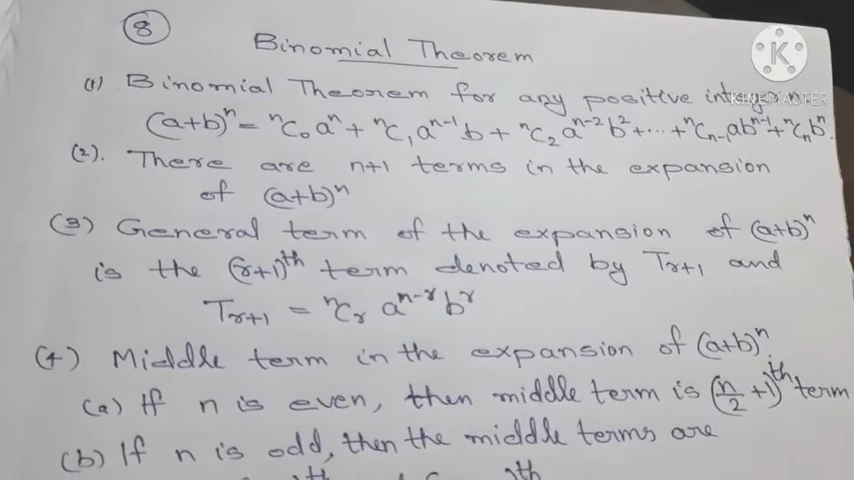 8
Binomial Theorem
(1) Binomial Theorem for any positive integer n
(a+b)ⁿ = ⁿC₀aⁿ + ⁿC₁aⁿ⁻¹b + ⁿC₂aⁿ⁻²b² + ... + ⁿCₙ₋₁abⁿ⁻¹ + ⁿCₙbⁿ.
(2). There are n+1 terms in the expansion
of (a+b)ⁿ
(3) General term of the expansion of (a+b)ⁿ
is the (r+1)th term denoted by Tr+1 and
Tr+1 = ⁿCr aⁿ⁻ʳbʳ
(4) Middle term in the expansion of (a+b)ⁿ.
(a) If n is even, then middle term is (n/2 +1)th term
(b) If n is odd, then the middle terms are
K